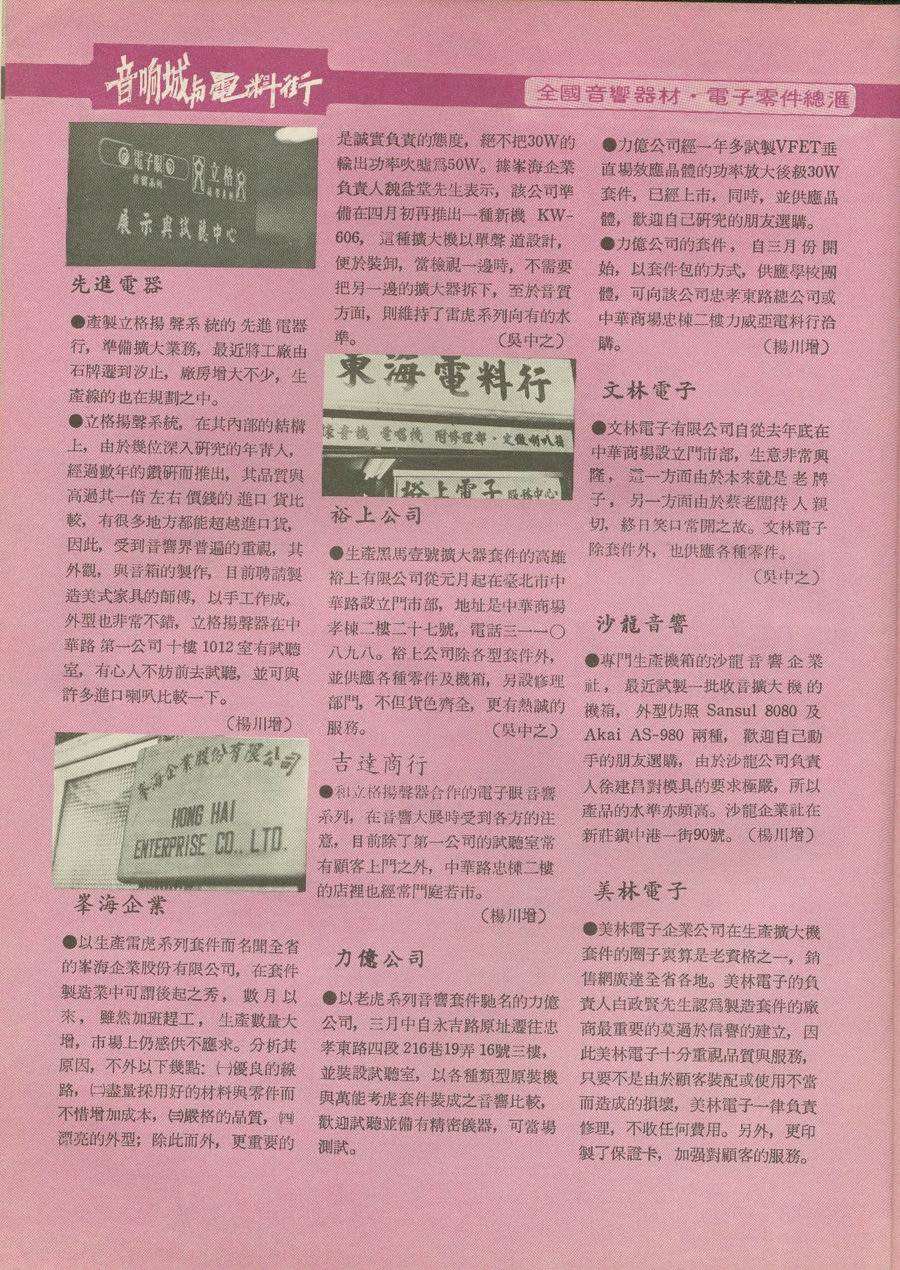 音响城與電料街
全國音響器材・電子零件總滙
電子眼
音響系列
立格
展示與試聽中心
先進電器
●產製立格揚聲系統的先進電器
行，準備擴大業務，最近將工廠由
石牌遷到汐止，廠房增大不少，生
產線的也在規劃之中。
●立格揚聲系統，在其內部的結構
上，由於幾位深入研究的年靑人，
經過數年的鑽研而推出，其品質與
高過其一倍左右價錢的進口貨比
較，有很多地方都能超越進口貨，
因此，受到音響界普遍的重視，其
外觀，與音箱的製作，目前聘請製
造美式家具的師傅，以手工作成，
外型也非常不錯，立格揚聲器在中
華路第一公司十樓1012室有試聽
室，有心人不妨前去試聽，並可與
許多進口喇叭比較一下。
（楊川增）
峯海企業股份有限公司
HONG HAI
ENTERPRISE CO., LTD.
峯海企業
●以生產雷虎系列套件而名聞全省
的峯海企業股份有限公司，在套件
製造業中可謂後起之秀，數月以
來，雖然加班趕工，生產數量大
增，市場上仍感供不應求。分析其
原因，不外以下幾點：㈠優良的線
路，㈡盡量採用好的材料與零件而
不惜增加成本，㈢嚴格的品質，㈣
漂亮的外型；除此而外，更重要的
是誠實負責的態度，絕不把30W的
輸出功率吹噓爲50W。據峯海企業
負責人魏益堂先生表示，該公司準
備在四月初再推出一種新機 KW-
606，這種擴大機以單聲道設計，
便於裝卸，當檢視一邊時，不需要
把另一邊的擴大器拆下，至於音質
方面，則維持了雷虎系列向有的水
準。（吳中之）
東海電料行
錄音機 電唱機 附修理部・定做喇叭箱
裕上電子 服務中心
裕上公司
●生產黑馬壹號擴大器套件的高雄
裕上有限公司從元月起在臺北市中
華路設立門市部，地址是中華商場
孝棟二樓二十七號，電話三一一〇
八九八。裕上公司除各型套件外，
並供應各種零件及機箱，另設修理
部門，不但貨色齊全，更有熱誠的
服務。（吳中之）
吉達商行
●和立格揚聲器合作的電子眼音響
系列，在音響大展時受到各方的注
意，目前除了第一公司的試聽室常
有顧客上門之外，中華路忠棟二樓
的店裡也經常門庭若市。
（楊川增）
力億公司
●以老虎系列音響套件馳名的力億
公司，三月中自永吉路原址遷往忠
孝東路四段216巷19弄16號三樓，
並裝設試聽室，以各種類型原裝機
與萬能考虎套件裝成之音響比較，
歡迎試聽並備有精密儀器，可當場
測試。
●力億公司經一年多試製VFET垂
直場效應晶體的功率放大後級30W
套件，已經上市，同時，並供應晶
體，歡迎自己研究的朋友選購。
●力億公司的套件，自三月份開
始，以套件包的方式，供應學校團
體，可向該公司忠孝東路總公司或
中華商場忠棟二樓力威亞電料行洽
購。（楊川增）
文林電子
●文林電子有限公司自從去年底在
中華商場設立門市部，生意非常興
隆，這一方面由於本來就是老牌
子，另一方面由於蔡老闆待人親
切，終日笑口常開之故。文林電子
除套件外，也供應各種零件。
（吳中之）
沙龍音響
●專門生產機箱的沙龍音響企業
社，最近試製一批收音擴大機的
機箱，外型仿照 Sansul 8080 及
Akai AS-980 兩種，歡迎自己動
手的朋友選購，由於沙龍公司負責
人徐建昌對模具的要求極嚴，所以
產品的水準亦頗高。沙龍企業社在
新莊鎭中港一街90號。（楊川增）
美林電子
●美林電子企業公司在生產擴大機
套件的圈子裏算是老資格之一，銷
售網廣達全省各地。美林電子的負
責人白政賢先生認爲製造套件的廠
商最重要的莫過於信譽的建立，因
此美林電子十分重視品質與服務，
只要不是由於顧客裝配或使用不當
而造成的損壞，美林電子一律負責
修理，不收任何費用。另外，更印
製了保證卡，加强對顧客的服務。